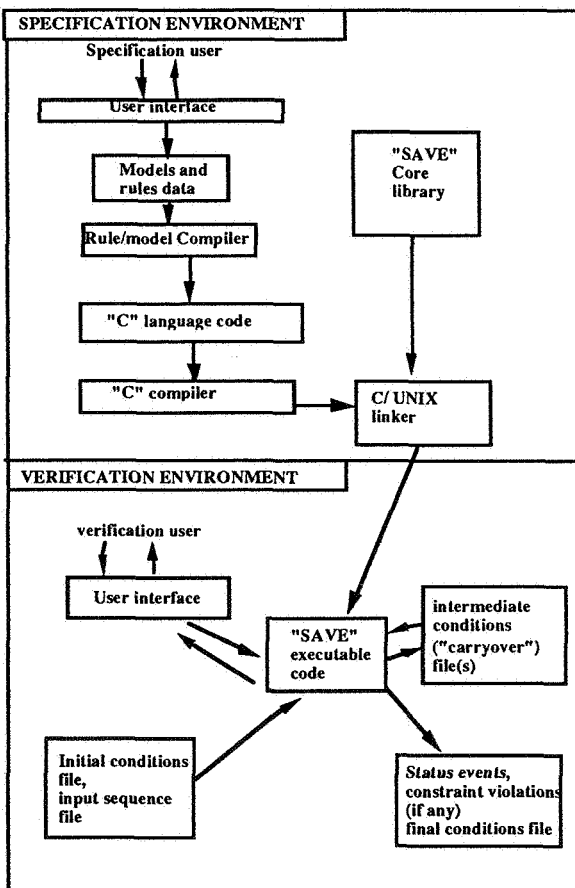 SPECIFICATION ENVIRONMENT
Specification user
User interface
Models and
rules data
Rule/model Compiler
"C" language code
"C" compiler
"SAVE"
Core
library
C/ UNIX
linker
VERIFICATION ENVIRONMENT
verification user
User interface
"SAVE"
executable
code
intermediate
conditions
("carryover")
file(s)
Initial conditions
file,
input sequence
file
Status events,
constraint violations
(if any)
final conditions file